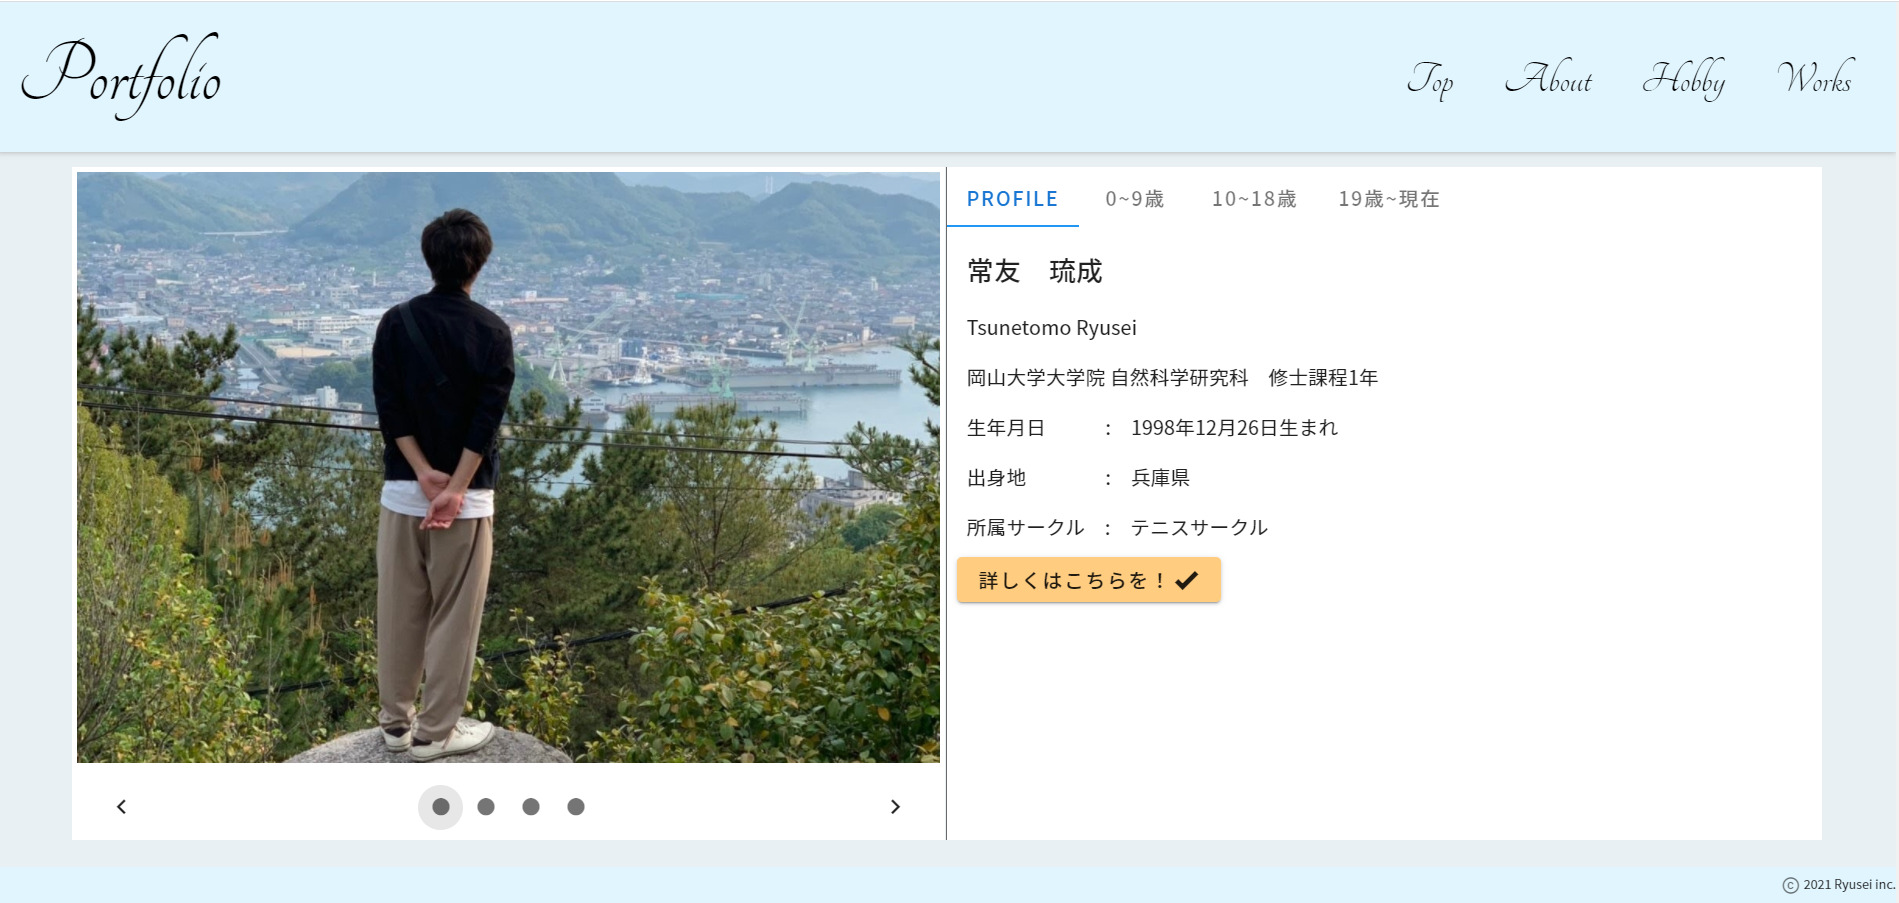 Portfolio
Top About Hobby Works
PROFILE 0~9歳 10~18歳 19歳~現在
常友　琉成
Tsunetomo Ryusei
岡山大学大学院 自然科学研究科　修士課程1年
生年月日　　　：　1998年12月26日生まれ
出身地　　　　：　兵庫県
所属サークル　：　テニスサークル
詳しくはこちらを！
© 2021 Ryusei inc.